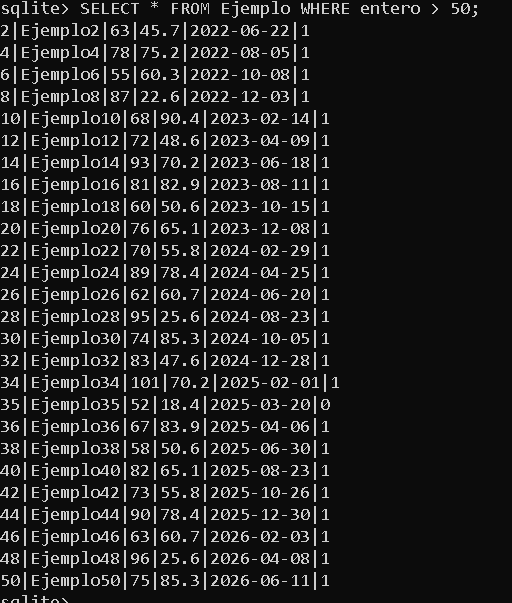 sqlite> SELECT * FROM Ejemplo WHERE entero > 50;
2|Ejemplo2|63|45.7|2022-06-22|1
4|Ejemplo4|78|75.2|2022-08-05|1
6|Ejemplo6|55|60.3|2022-10-08|1
8|Ejemplo8|87|22.6|2022-12-03|1
10|Ejemplo10|68|90.4|2023-02-14|1
12|Ejemplo12|72|48.6|2023-04-09|1
14|Ejemplo14|93|70.2|2023-06-18|1
16|Ejemplo16|81|82.9|2023-08-11|1
18|Ejemplo18|60|50.6|2023-10-15|1
20|Ejemplo20|76|65.1|2023-12-08|1
22|Ejemplo22|70|55.8|2024-02-29|1
24|Ejemplo24|89|78.4|2024-04-25|1
26|Ejemplo26|62|60.7|2024-06-20|1
28|Ejemplo28|95|25.6|2024-08-23|1
30|Ejemplo30|74|85.3|2024-10-05|1
32|Ejemplo32|83|47.6|2024-12-28|1
34|Ejemplo34|101|70.2|2025-02-01|1
35|Ejemplo35|52|18.4|2025-03-20|0
36|Ejemplo36|67|83.9|2025-04-06|1
38|Ejemplo38|58|50.6|2025-06-30|1
40|Ejemplo40|82|65.1|2025-08-23|1
42|Ejemplo42|73|55.8|2025-10-26|1
44|Ejemplo44|90|78.4|2025-12-30|1
46|Ejemplo46|63|60.7|2026-02-03|1
48|Ejemplo48|96|25.6|2026-04-08|1
50|Ejemplo50|75|85.3|2026-06-11|1
sqlite>